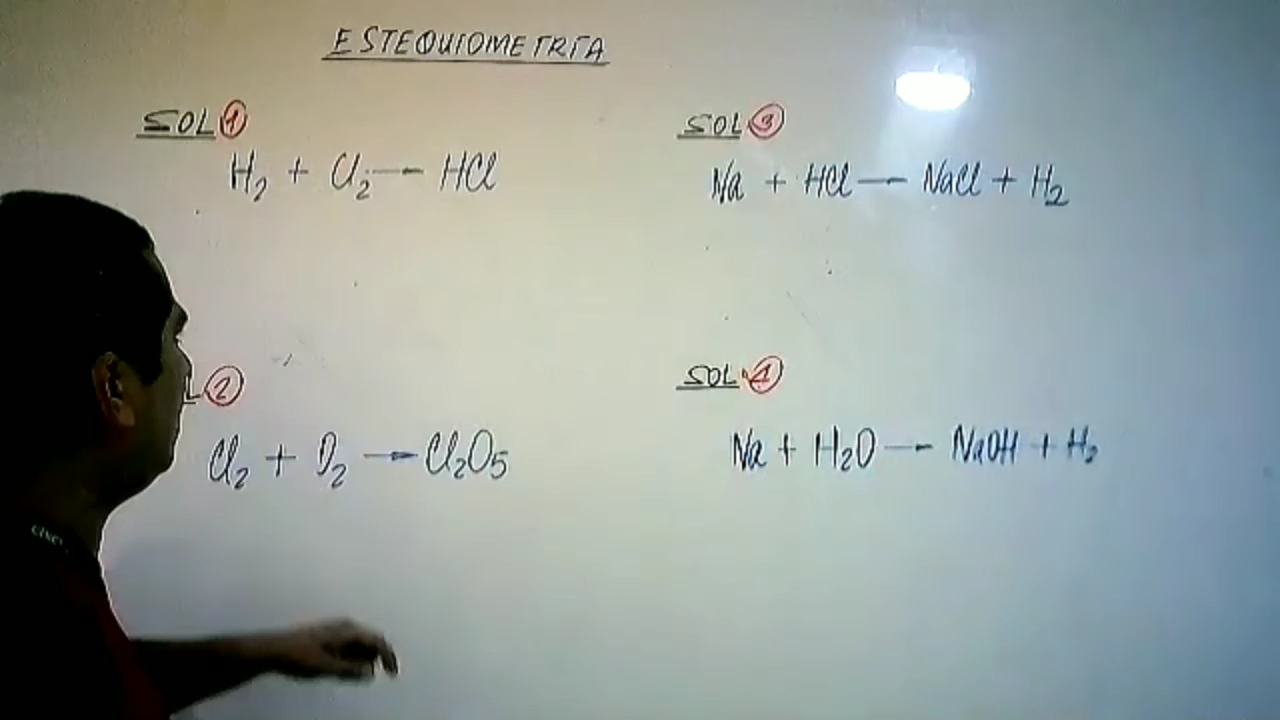 ESTEQUIOMETRÍA
SOL 1
H₂ + Cl₂ — HCl
L 2
Cl₂ + O₂ → Cl₂O₅
SOL 3
Na + HCl — NaCl + H₂
SOL 4
Na + H₂O — NaOH + H₂